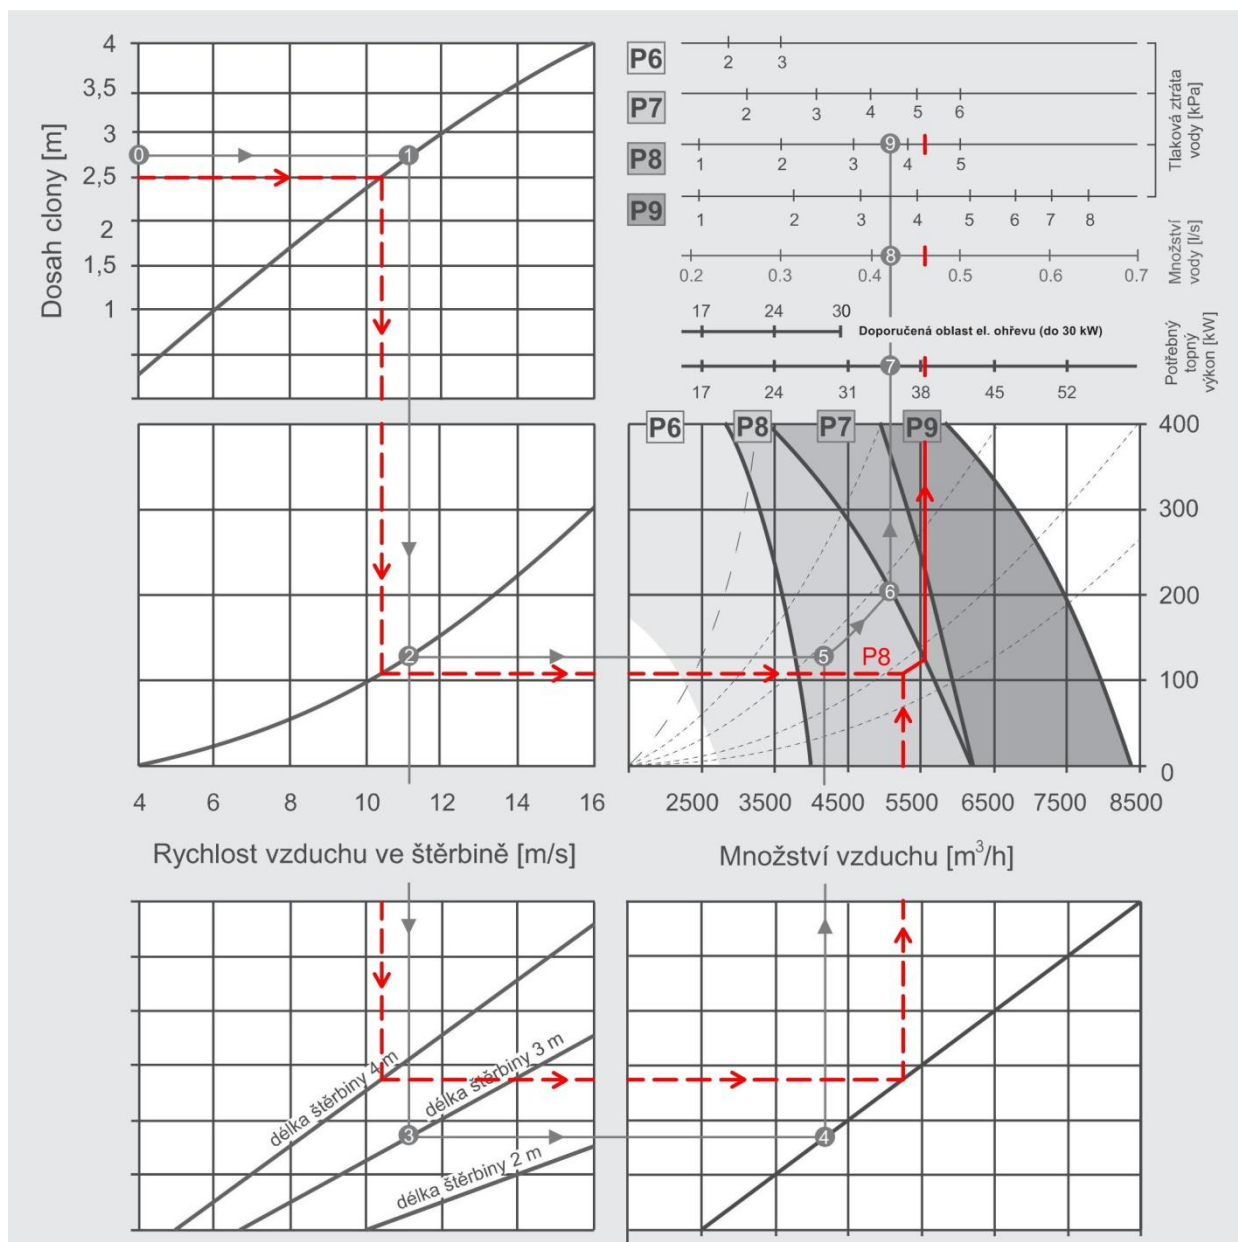 4
3,5
3
2,5
2
1,5
1
Dosah clony [m]
0
1
P6
2 3
P7
2 3 4 5 6
P8
9
1 2 3 4 5
P9
1 2 3 4 5 6 7 8
Tlaková ztráta
vody [kPa]
8
0.2 0.3 0.4 0.5 0.6 0.7
Množství
vody [l/s]
17 24 30
Doporučená oblast el. ohřevu (do 30 kW)
7
17 24 31 38 45 52
Potřebný
topný
výkon [kW]
P6 P8 P7 P9
400
300
200
100
0
2
5
6
P8
4 6 8 10 12 14 16
2500 3500 4500 5500 6500 7500 8500
Rychlost vzduchu ve štěrbině [m/s]
Množství vzduchu [m³/h]
délka štěrbiny 4 m
délka štěrbiny 3 m
délka štěrbiny 2 m
3
4